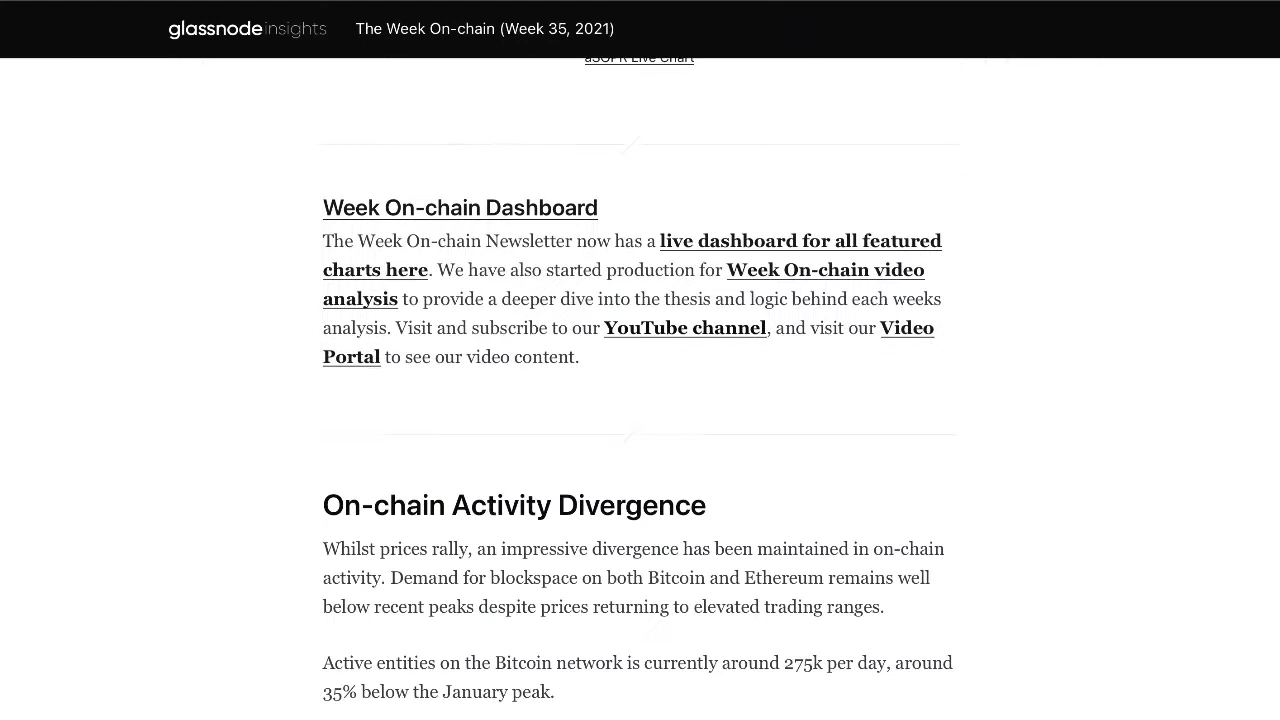 glassnode insights The Week On-chain (Week 35, 2021)
aSOPR Live Chart
Week On-chain Dashboard
The Week On-chain Newsletter now has a live dashboard for all featured
charts here. We have also started production for Week On-chain video
analysis to provide a deeper dive into the thesis and logic behind each weeks
analysis. Visit and subscribe to our YouTube channel, and visit our Video
Portal to see our video content.
On-chain Activity Divergence
Whilst prices rally, an impressive divergence has been maintained in on-chain
activity. Demand for blockspace on both Bitcoin and Ethereum remains well
below recent peaks despite prices returning to elevated trading ranges.
Active entities on the Bitcoin network is currently around 275k per day, around
35% below the January peak.